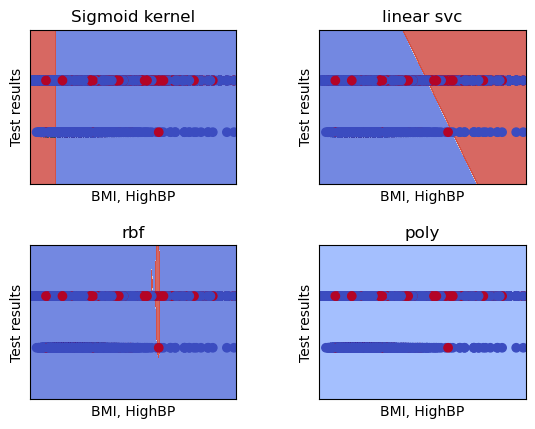 Sigmoid kernel
linear svc
Test results
Test results
BMI, HighBP
BMI, HighBP
rbf
poly
Test results
Test results
BMI, HighBP
BMI, HighBP